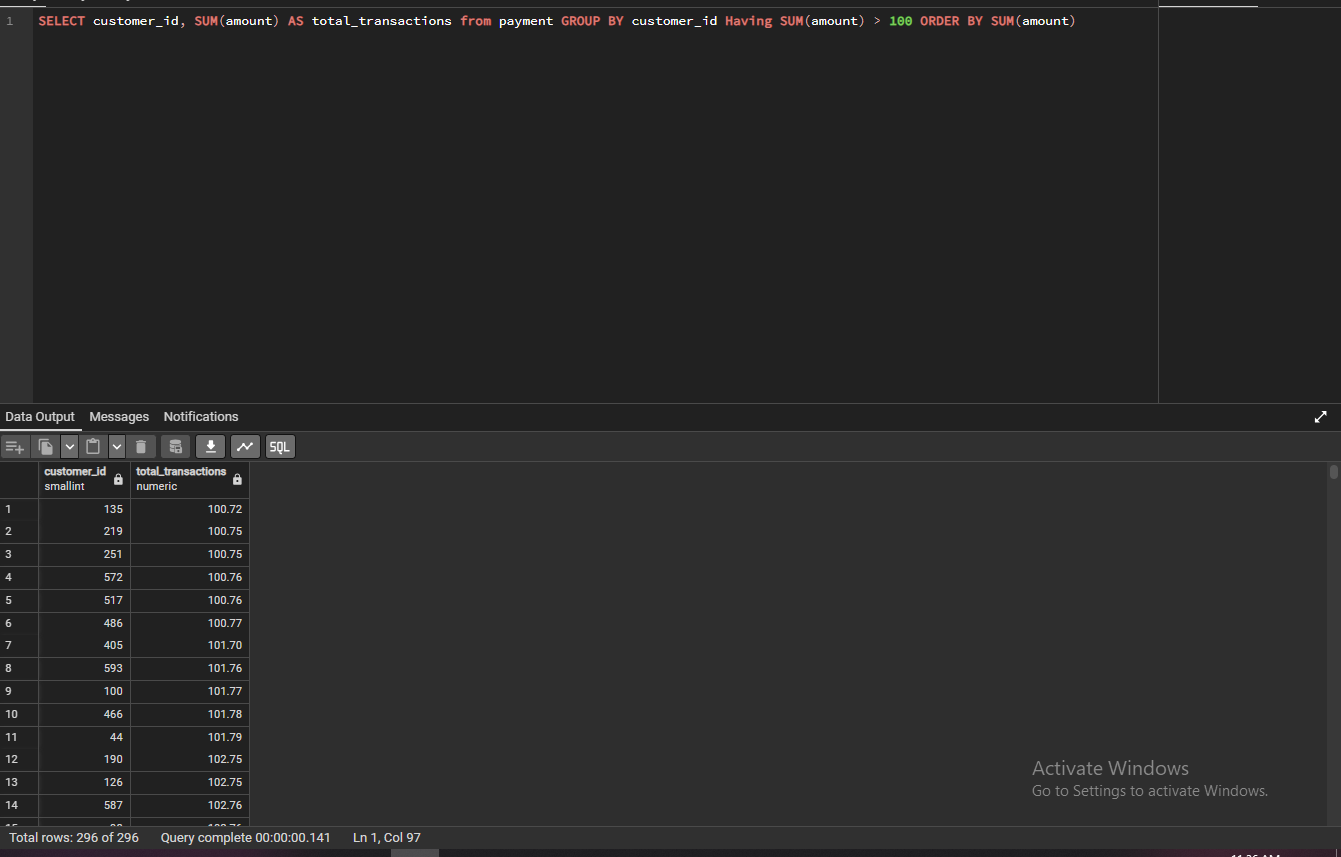 1 SELECT customer_id, SUM(amount) AS total_transactions from payment GROUP BY customer_id Having SUM(amount) > 100 ORDER BY SUM(amount)
Data Output Messages Notifications
SQL
customer_id total_transactions
smallint numeric
1 135 100.72
2 219 100.75
3 251 100.75
4 572 100.76
5 517 100.76
6 486 100.77
7 405 101.70
8 593 101.76
9 100 101.77
10 466 101.78
11 44 101.79
12 190 102.75
13 126 102.75
14 587 102.76
Activate Windows
Go to Settings to activate Windows.
Total rows: 296 of 296 Query complete 00:00:00.141 Ln 1, Col 97